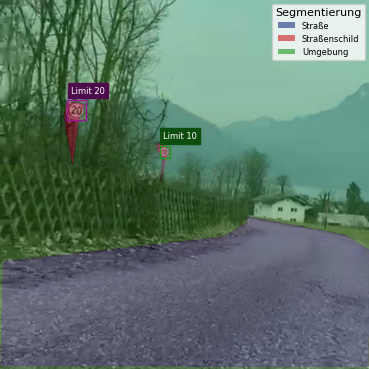 Segmentierung
Straße
Straßenschild
Umgebung
Limit 20
20
Limit 10